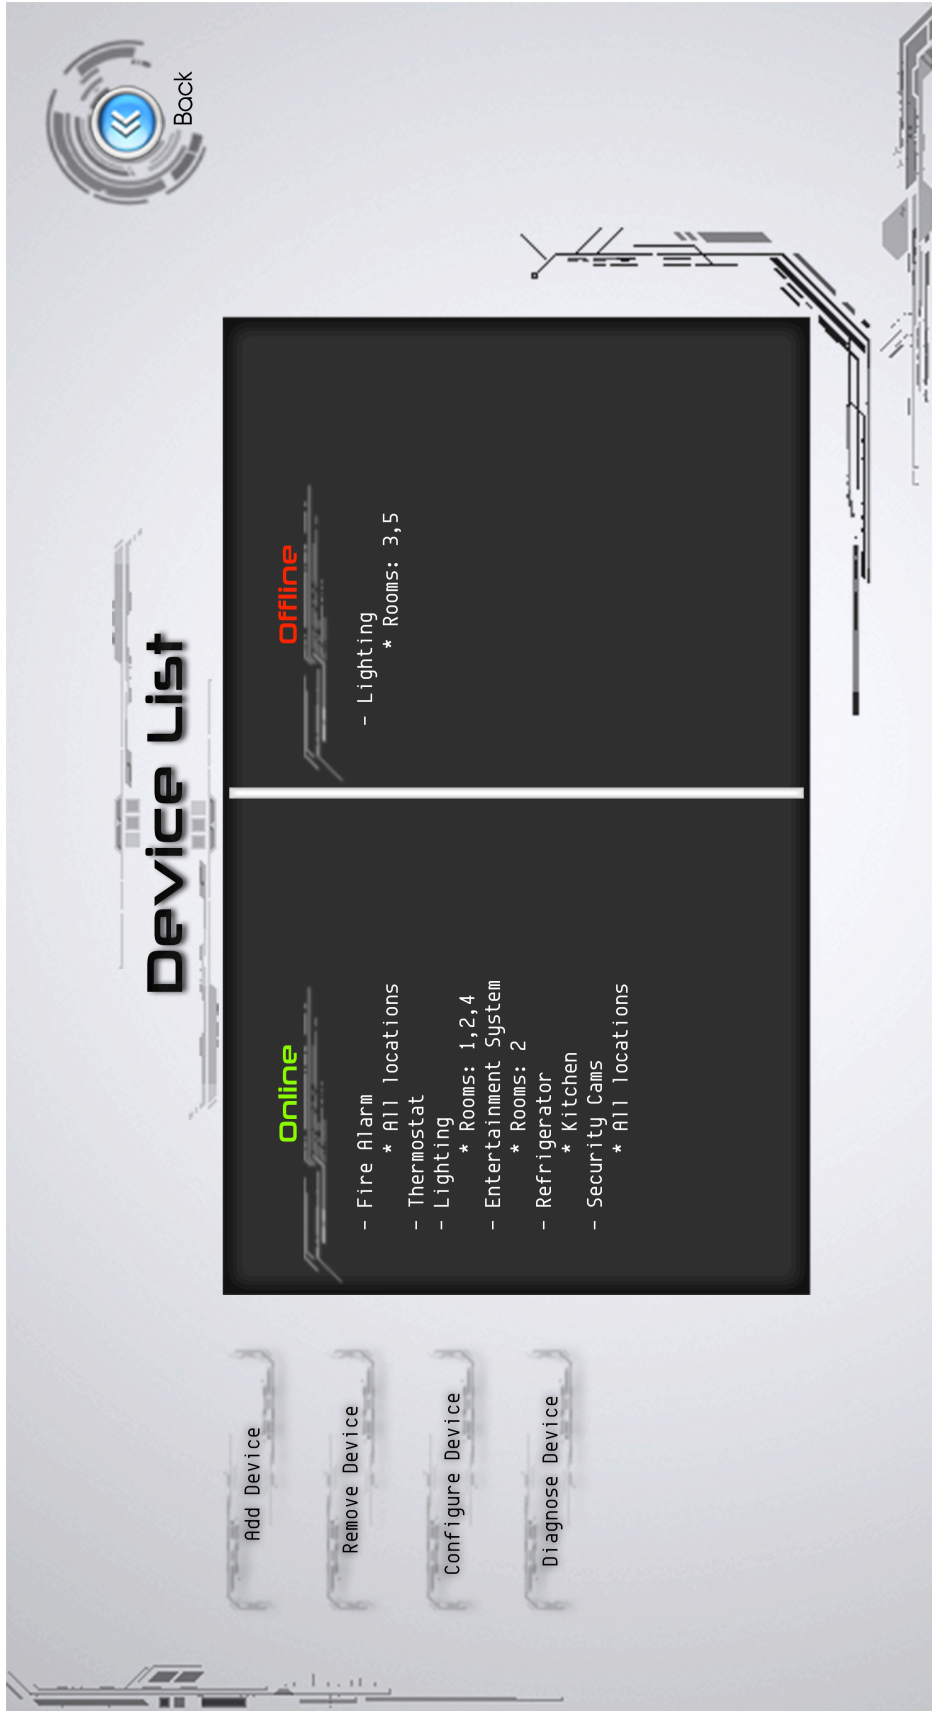 Back
Device List
Add Device
Remove Device
Configure Device
Diagnose Device
Online
- Fire Alarm
* All locations
- Thermostat
- Lighting
* Rooms: 1,2,4
- Entertainment System
* Rooms: 2
- Refrigerator
* Kitchen
- Security Cams
* All locations
Offline
- Lighting
* Rooms: 3,5